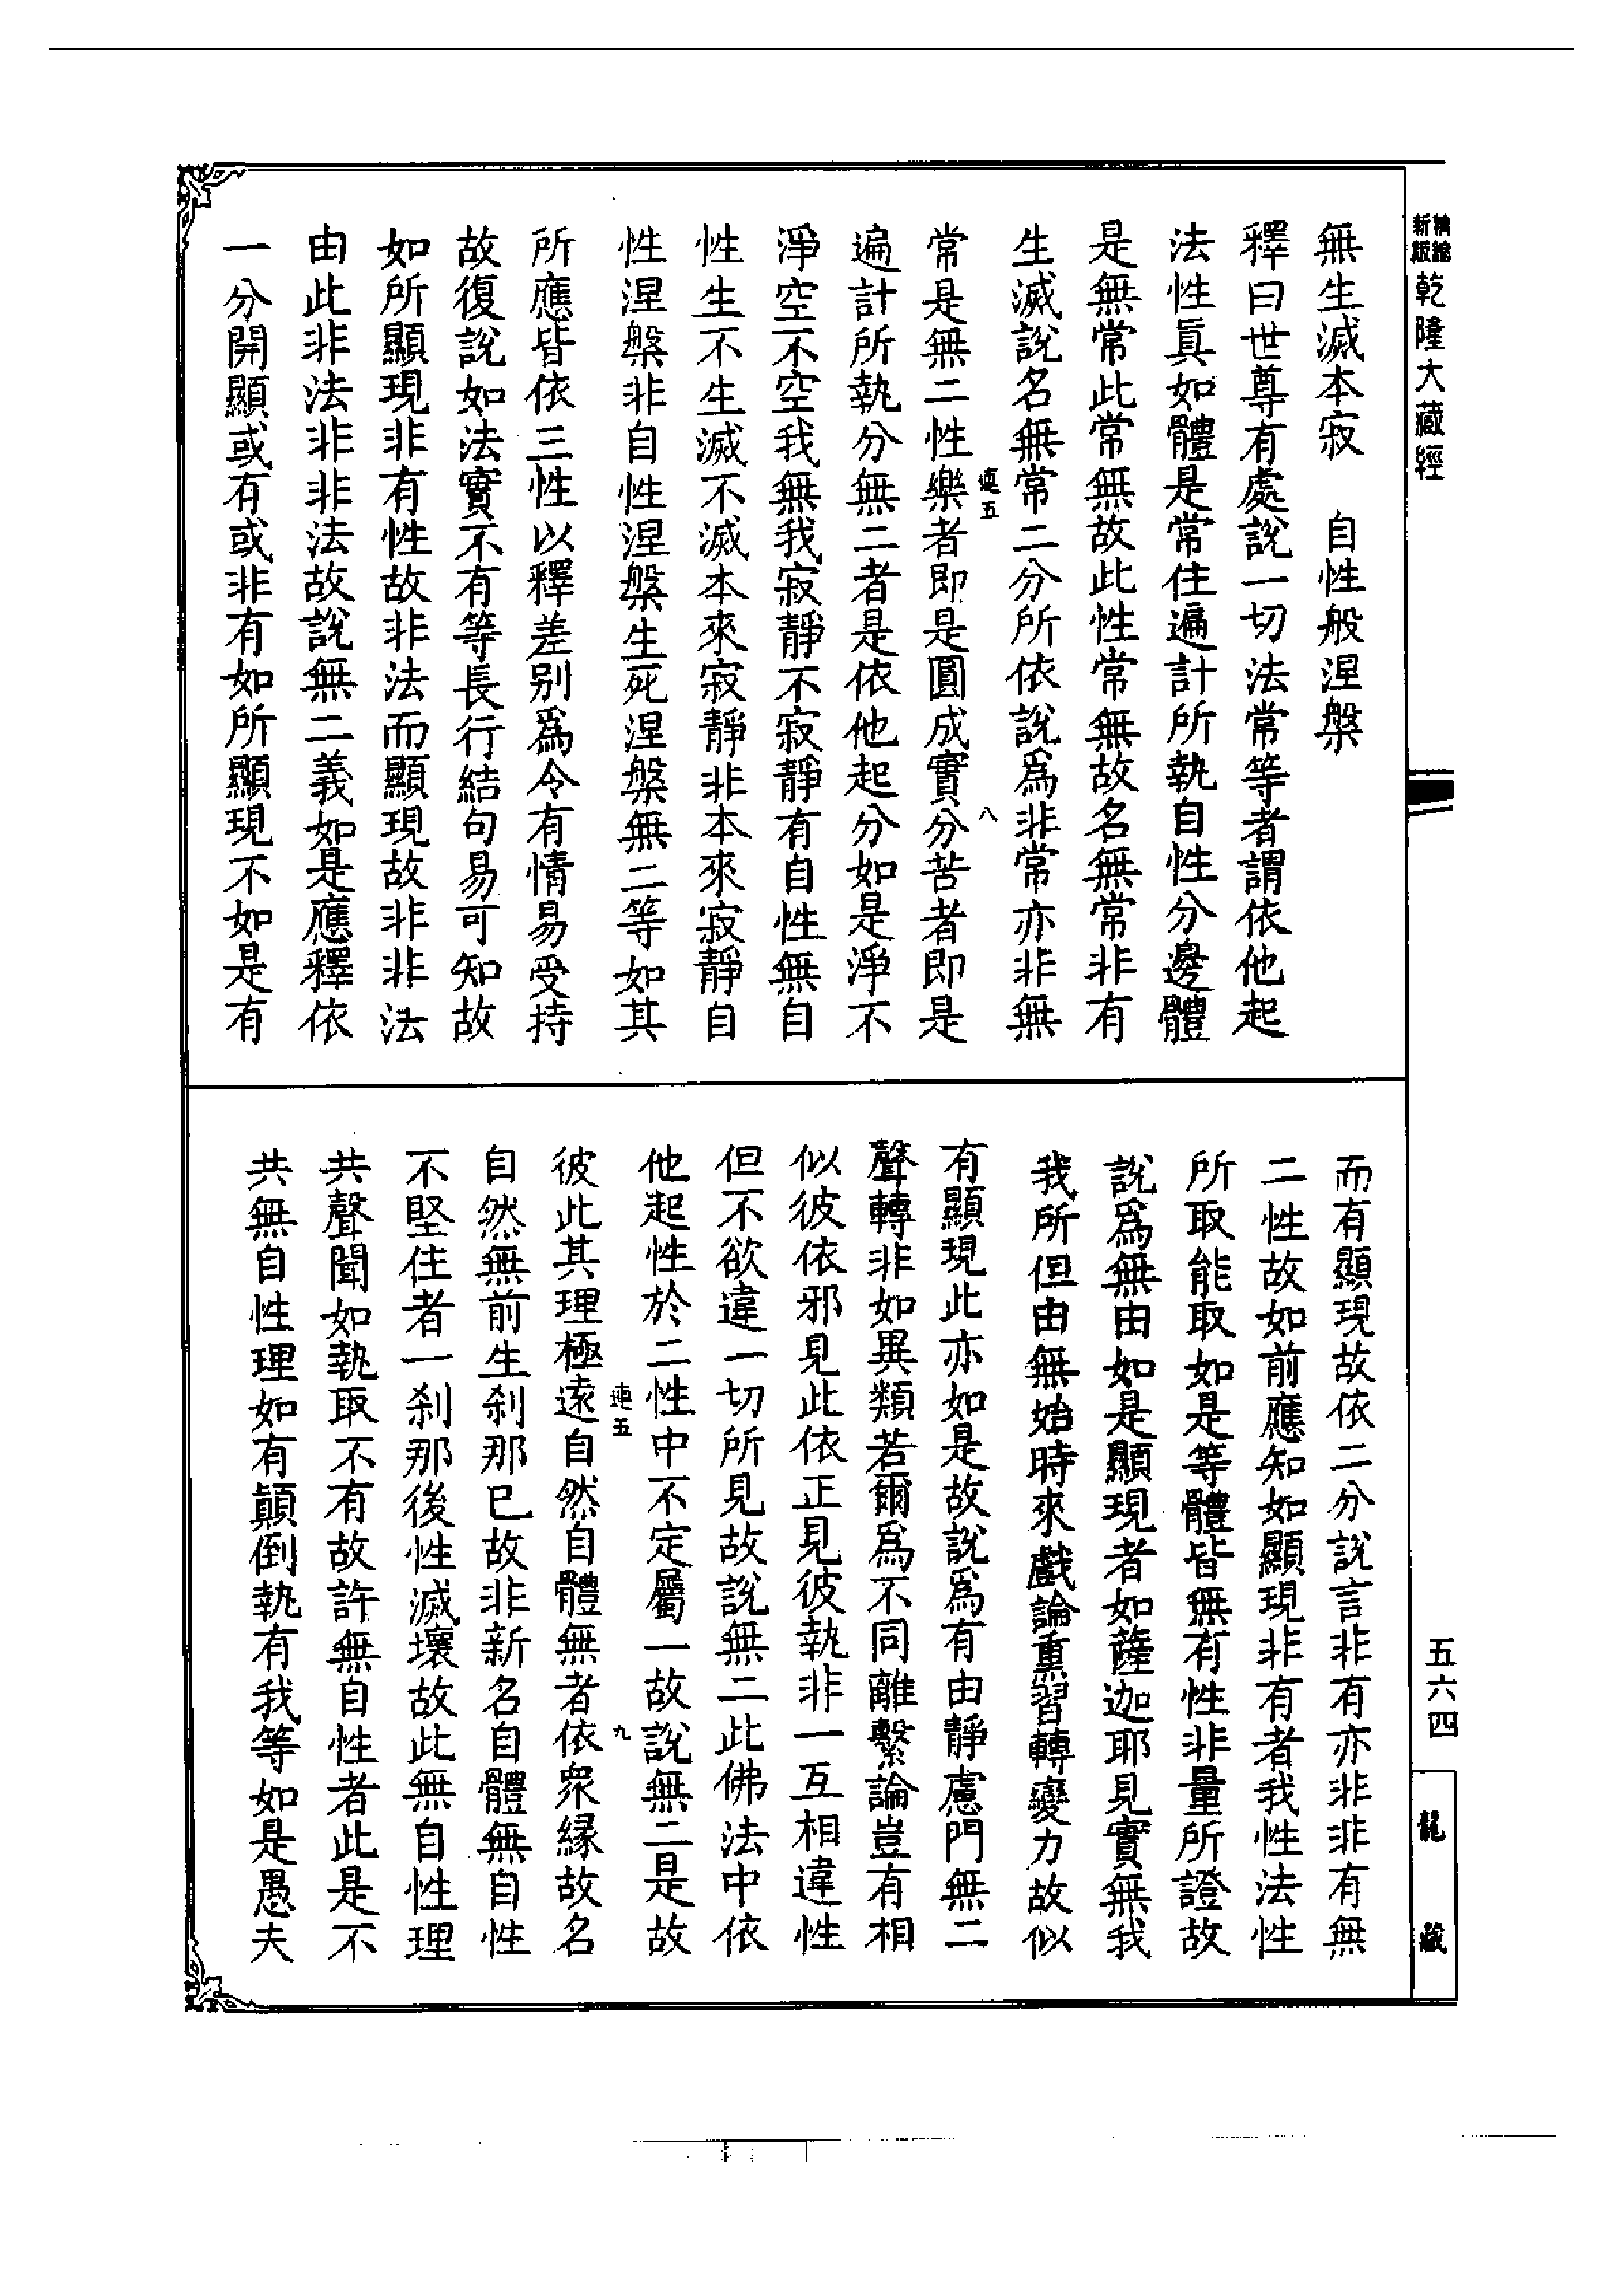 精縮
新版
乾隆大藏經
無生滅本寂　自性般涅槃
釋曰世尊有處說一切法常等者謂依他起
法性眞如體是常住遍計所執自性分邊體
是無常此常無故此性常無故名無常非有
生滅說名無常二分所依說爲非常亦非無
常是無二性樂者即是圓成實分苦者即是
連五
八
遍計所執分無二者是依他起分如是淨不
淨空不空我無我寂靜不寂靜有自性無自
性生不生滅不滅本來寂靜非本來寂靜自
性涅槃非自性涅槃生死涅槃無二等如其
所應皆依三性以釋差別爲令有情易受持
故復說如法實不有等長行結句易可知故
如所顯現非有性故非法而顯現故非非法
由此非法非非法故說無二義如是應釋依
一分開顯或有或非有如所顯現不如是有
而有顯現故依二分說言非有亦非非有無
二性故如前應知如顯現非有者我性法性
所取能取如是等體皆無有性非量所證故
說爲無由如是顯現者如薩迦耶見實無我
我所但由無始時來戲論熏習轉變力故似
有顯現此亦如是故說爲有由靜慮門無二
聲轉非如異類若爾爲不同離繫論豈有相
似彼依邪見此依正見彼執非一互相違性
但不欲違一切所見故說無二此佛法中依
他起性於二性中不定屬一故說無二是故
連五
九
彼此其理極遠自然自體無者依衆緣故名
自然無前生刹那已故非新名自體無自性
不堅住者一刹那後性滅壞故此無自性理
共聲聞如執取不有故許無自性者此是不
共無自性理如有顛倒執有我等如是愚夫
五六四
龍藏